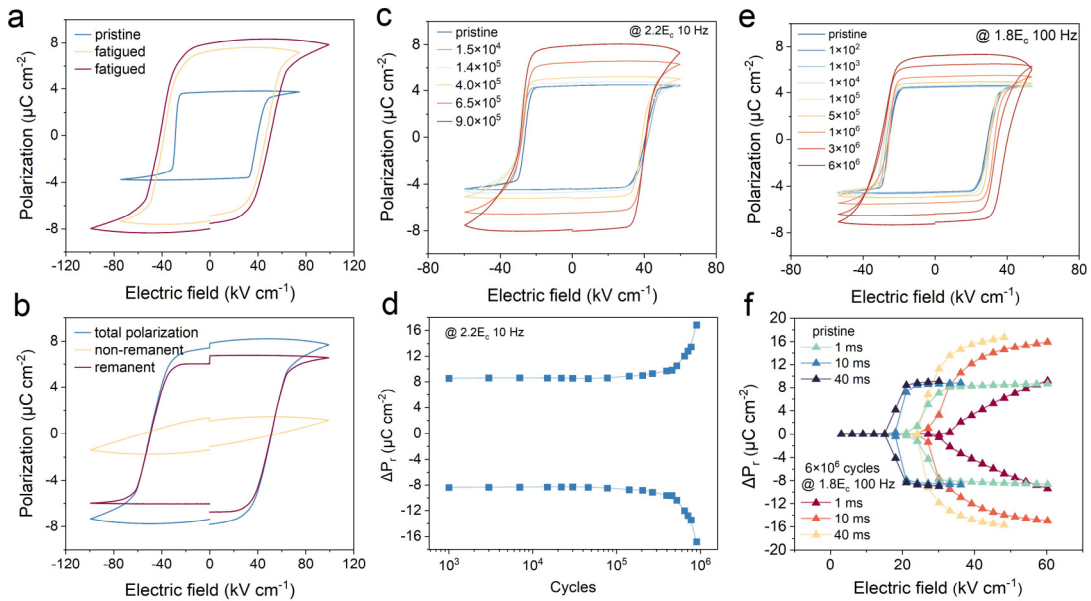 a
pristine
fatigued
fatigued
8
4
0
-4
-8
-120
-80
-40
0
40
80
120
Polarization (μC cm⁻²)
Electric field (kV cm⁻¹)
b
total polarization
non-remanent
remanent
8
4
0
-4
-8
-120
-80
-40
0
40
80
120
Polarization (μC cm⁻²)
Electric field (kV cm⁻¹)
c
@ 2.2E_c 10 Hz
pristine
1.5×10⁴
1.4×10⁵
4.0×10⁵
6.5×10⁵
9.0×10⁵
12
8
4
0
-4
-8
-80
-40
0
40
80
Polarization (μC cm⁻²)
Electric field (kV cm⁻¹)
d
@ 2.2E_c 10 Hz
16
12
8
4
0
-4
-8
-12
-16
10³
10⁴
10⁵
10⁶
ΔP_r (μC cm⁻²)
Cycles
e
@ 1.8E_c 100 Hz
pristine
1×10²
1×10³
1×10⁴
1×10⁵
5×10⁵
1×10⁶
3×10⁶
6×10⁶
12
8
4
0
-4
-8
-80
-40
0
40
80
Polarization (μC cm⁻²)
Electric field (kV cm⁻¹)
f
pristine
1 ms
10 ms
40 ms
6×10⁶ cycles
@ 1.8E_c 100 Hz
1 ms
10 ms
40 ms
20
16
12
8
4
0
-4
-8
-12
-16
-20
0
20
40
60
ΔP_r (μC cm⁻²)
Electric field (kV cm⁻¹)